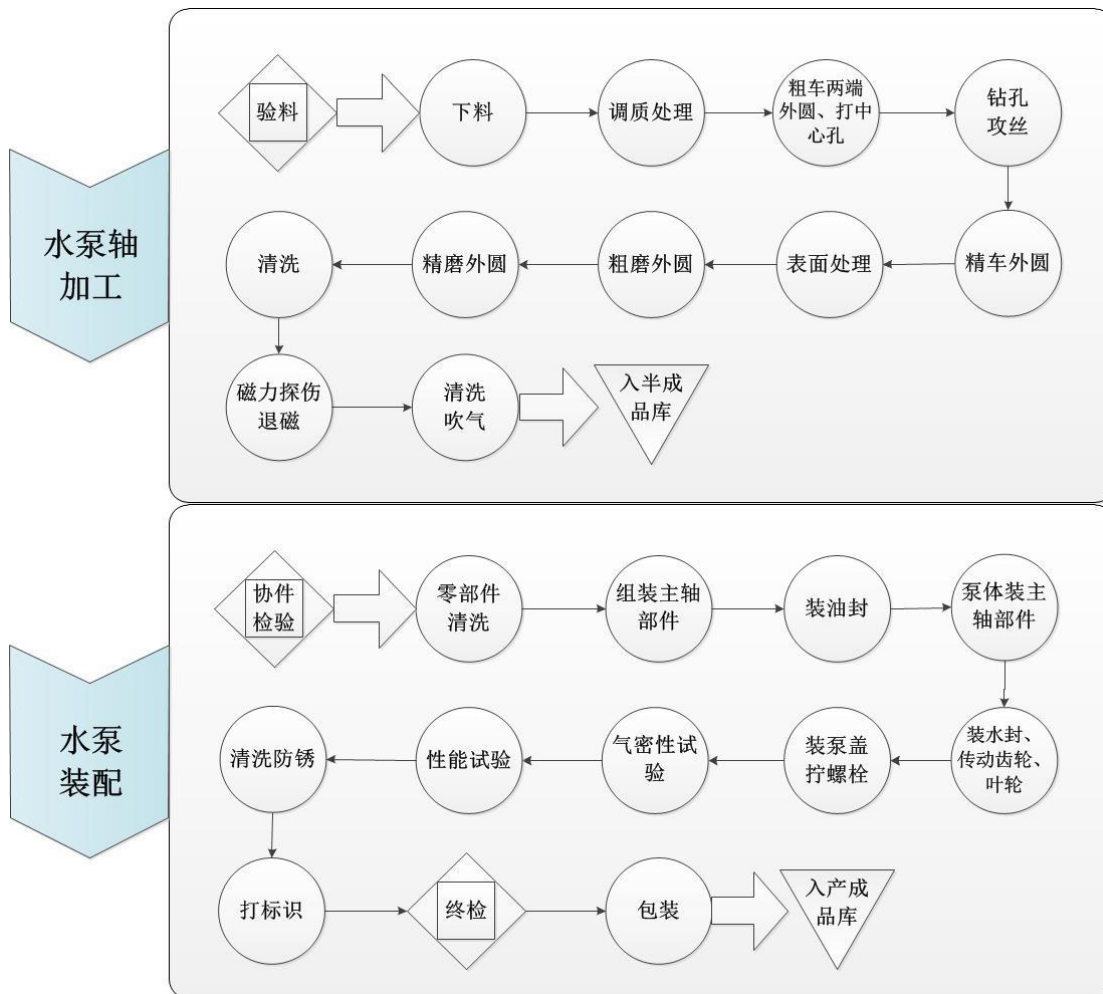 水泵轴
加工
验料
下料
调质处理
粗车两端
外圆、打中
心孔
钻孔
攻丝
精车外圆
表面处理
粗磨外圆
精磨外圆
清洗
磁力探伤
退磁
清洗
吹气
入半成
品库
水泵
装配
协件
检验
零部件
清洗
组装主轴
部件
装油封
泵体装主
轴部件
装水封、
传动齿轮、
叶轮
装泵盖
拧螺栓
气密性试
验
性能试验
清洗防锈
打标识
终检
包装
入产成
品库